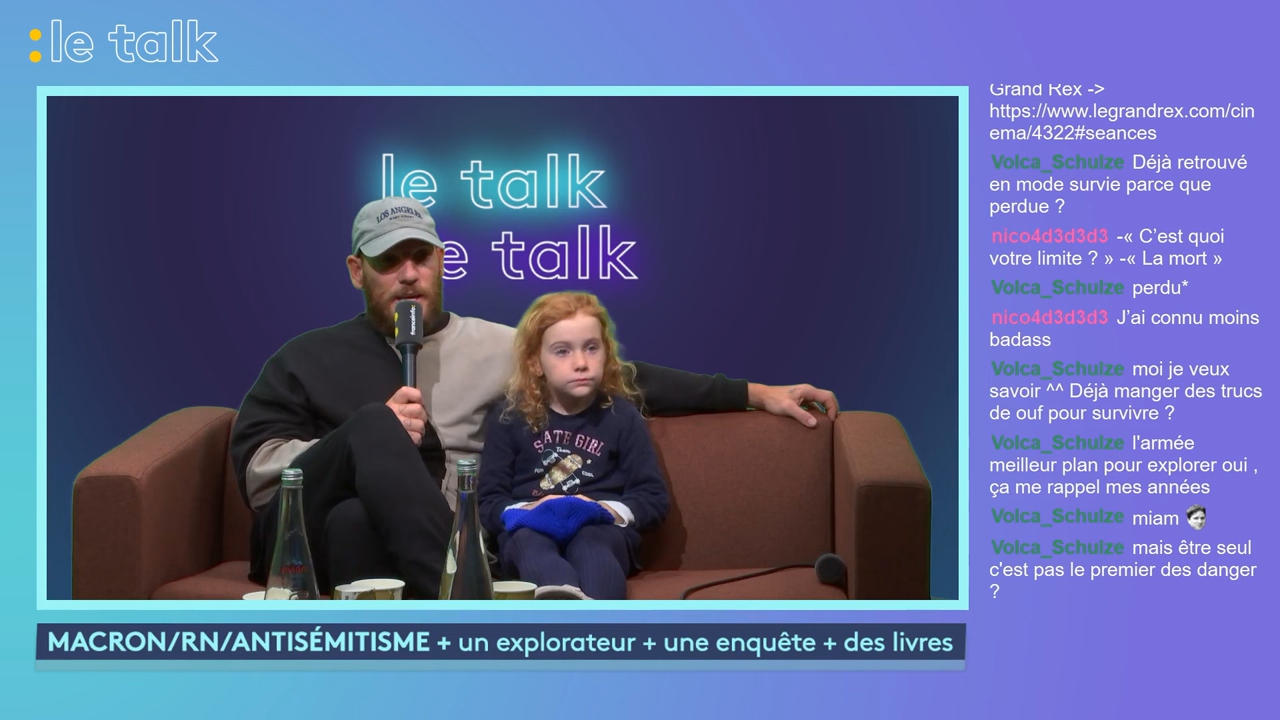 :le talk
le talk
le talk
LOS ANGELES
franceinfo:
SKATE GIRL
Team
evian
MACRON/RN/ANTISÉMITISME + un explorateur + une enquête + des livres
Grand Rex ->
https://www.legrandrex.com/cin
ema/4322#seances
Volca_Schulze Déjà retrouvé
en mode survie parce que
perdue ?
nico4d3d3d3 -« C'est quoi
votre limite ? » -« La mort »
Volca_Schulze perdu*
nico4d3d3d3 J'ai connu moins
badass
Volca_Schulze moi je veux
savoir ^^ Déjà manger des trucs
de ouf pour survivre ?
Volca_Schulze l'armée
meilleur plan pour explorer oui ,
ça me rappel mes années
Volca_Schulze miam
Volca_Schulze mais être seul
c'est pas le premier des danger
?